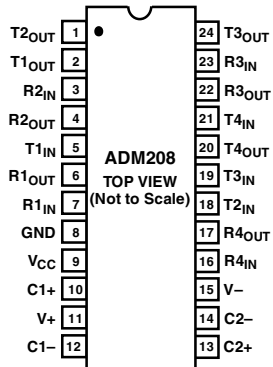 T2OUT 1
T1OUT 2
R2IN 3
R2OUT 4
T1IN 5
R1OUT 6
R1IN 7
GND 8
VCC 9
C1+ 10
V+ 11
C1– 12
ADM208
TOP VIEW
(Not to Scale)
24 T3OUT
23 R3IN
22 R3OUT
21 T4IN
20 T4OUT
19 T3IN
18 T2IN
17 R4OUT
16 R4IN
15 V–
14 C2–
13 C2+